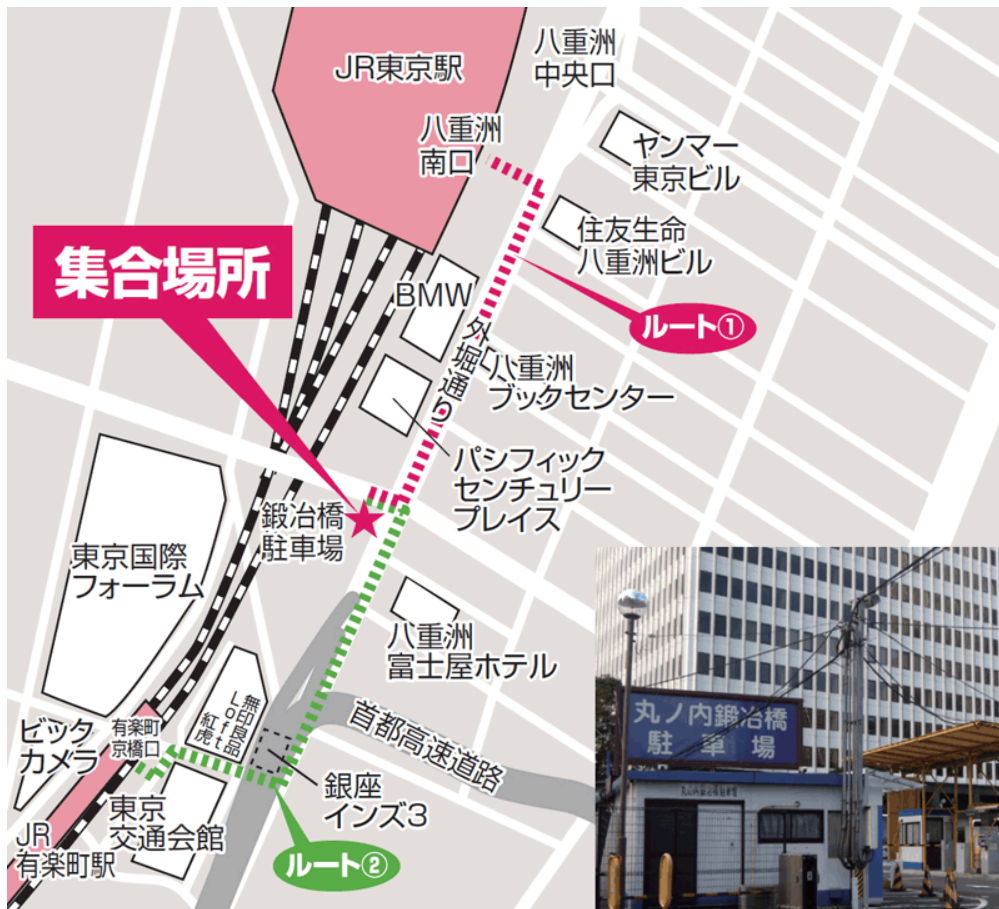 JR東京駅
八重洲
中央口
八重洲
南口
ヤンマー
東京ビル
住友生命
八重洲ビル
集合場所
BMW
ルート①
外堀通り
八重洲
ブックセンター
パシフィック
センチュリー
プレイス
鍛冶橋
駐車場
東京国際
フォーラム
八重洲
富士屋ホテル
無印良品
Loft
紅虎
首都高速道路
ビッタ
カメラ
有楽町
京橋口
銀座
インズ3
東京
交通会館
JR
有楽町駅
ルート②
丸ノ内鍛冶橋
駐車場